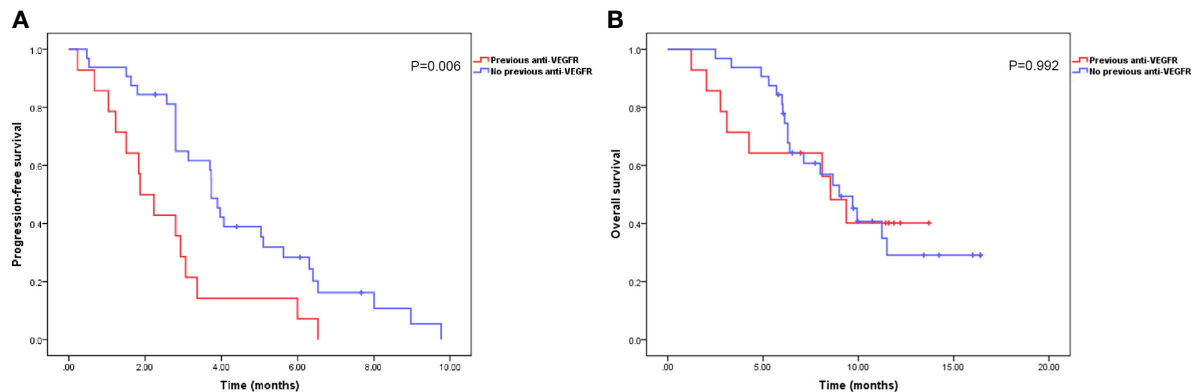 A
B
Previous anti-VEGFR
No previous anti-VEGFR
P=0.006
Progression-free survival
1.0
0.8
0.6
0.4
0.2
0.0
.00
2.00
4.00
6.00
8.00
10.00
Time (months)
Previous anti-VEGFR
No previous anti-VEGFR
P=0.992
Overall survival
1.0
0.8
0.6
0.4
0.2
0.0
.00
5.00
10.00
15.00
20.00
Time (months)